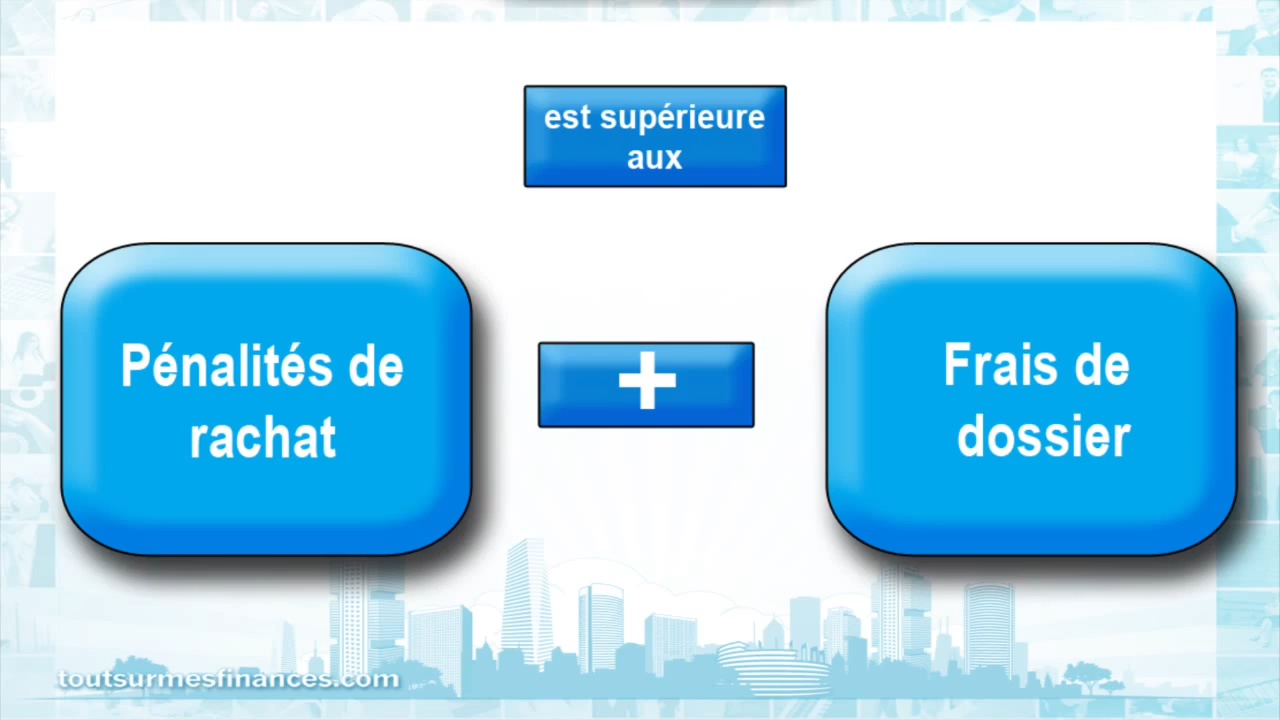 est supérieure
aux
Pénalités de
rachat
+
Frais de
dossier
toutsurmesfinances.com